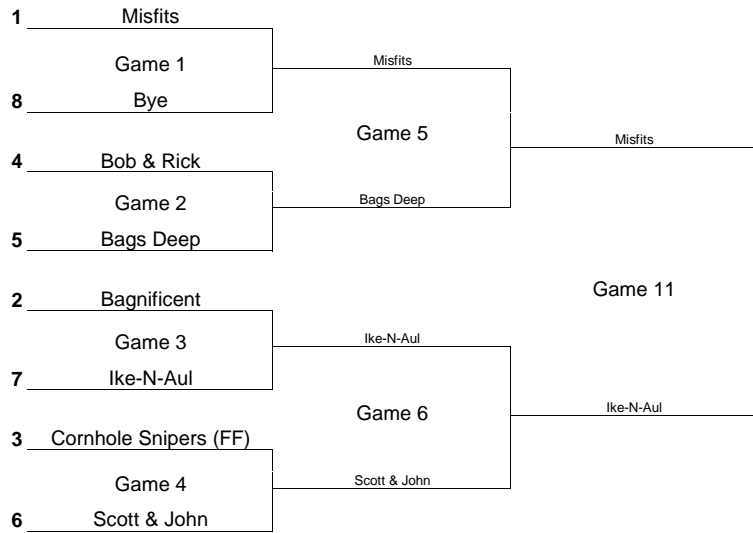 1 Misfits
Game 1
Misfits
8 Bye
Game 5
Misfits
4 Bob & Rick
Game 2
Bags Deep
5 Bags Deep
Game 11
2 Bagnificent
Game 3
Ike-N-Aul
7 Ike-N-Aul
Game 6
Ike-N-Aul
3 Cornhole Snipers (FF)
Game 4
Scott & John
6 Scott & John